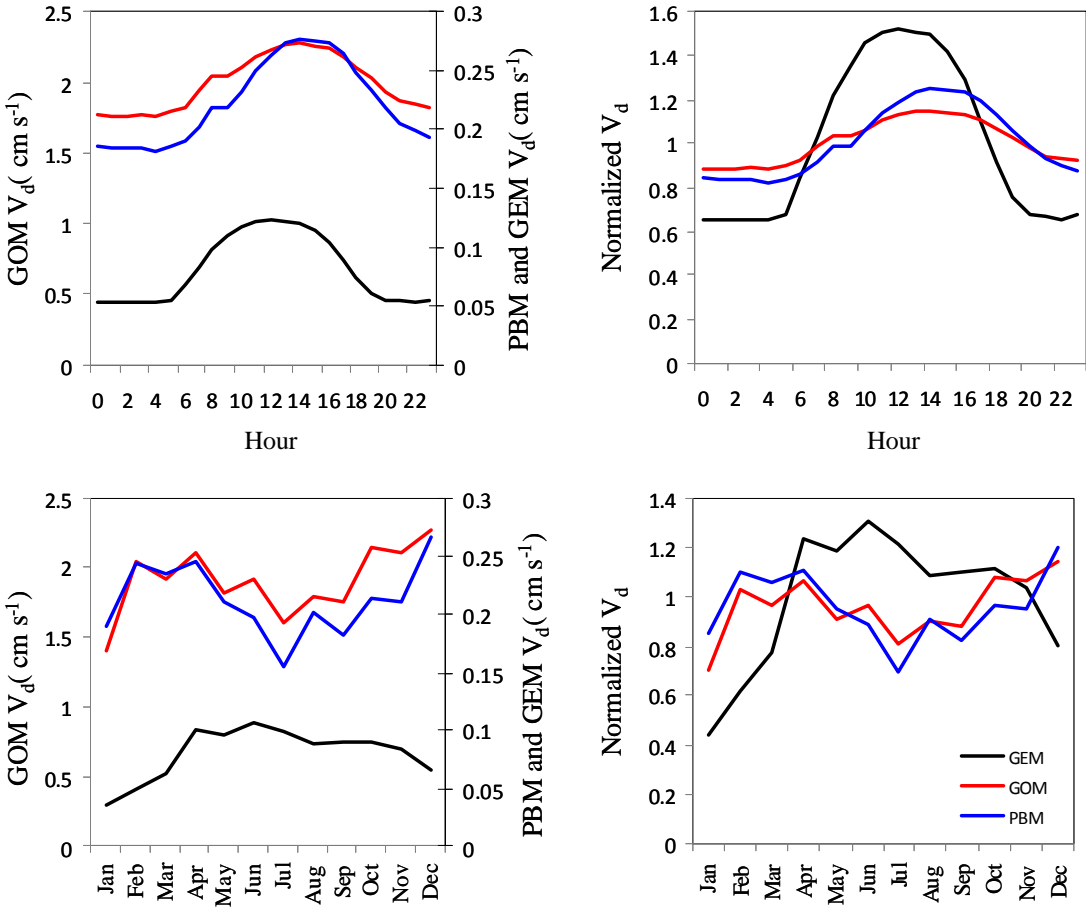 GOM Vd( cm s-1)
2.5
2
1.5
1
0.5
0
0.3
0.25
0.2
0.15
0.1
0.05
0
PBM and GEM Vd( cm s-1)
0 2 4 6 8 10 12 14 16 18 20 22
Hour
Normalized Vd
1.6
1.4
1.2
1
0.8
0.6
0.4
0.2
0
0 2 4 6 8 10 12 14 16 18 20 22
Hour
GOM Vd( cm s-1)
2.5
2
1.5
1
0.5
0
0.3
0.25
0.2
0.15
0.1
0.05
0
PBM and GEM Vd( cm s-1)
Jan Feb Mar Apr May Jun Jul Aug Sep Oct Nov Dec
Normalized Vd
1.4
1.2
1
0.8
0.6
0.4
0.2
0
GEM
GOM
PBM
Jan Feb Mar Apr May Jun Jul Aug Sep Oct Nov Dec